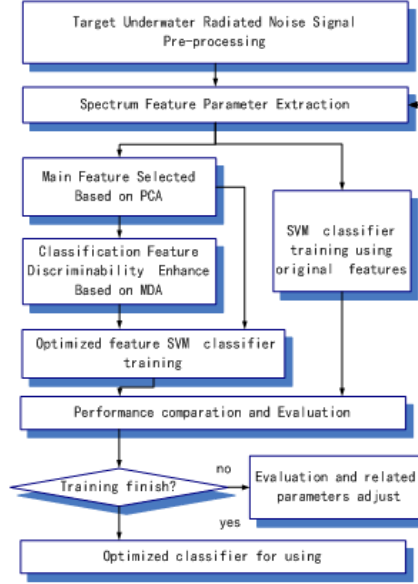 Target Underwater Radiated Noise Signal
Pre-processing
Spectrum Feature Parameter Extraction
Main Feature Selected
Based on PCA
Classification Feature
Discriminability Enhance
Based on MDA
SVM classifier
training using
original features
Optimized feature SVM classifier
training
Performance comparation and Evaluation
Training finish?
no
Evaluation and related
parameters adjust
yes
Optimized classifier for using